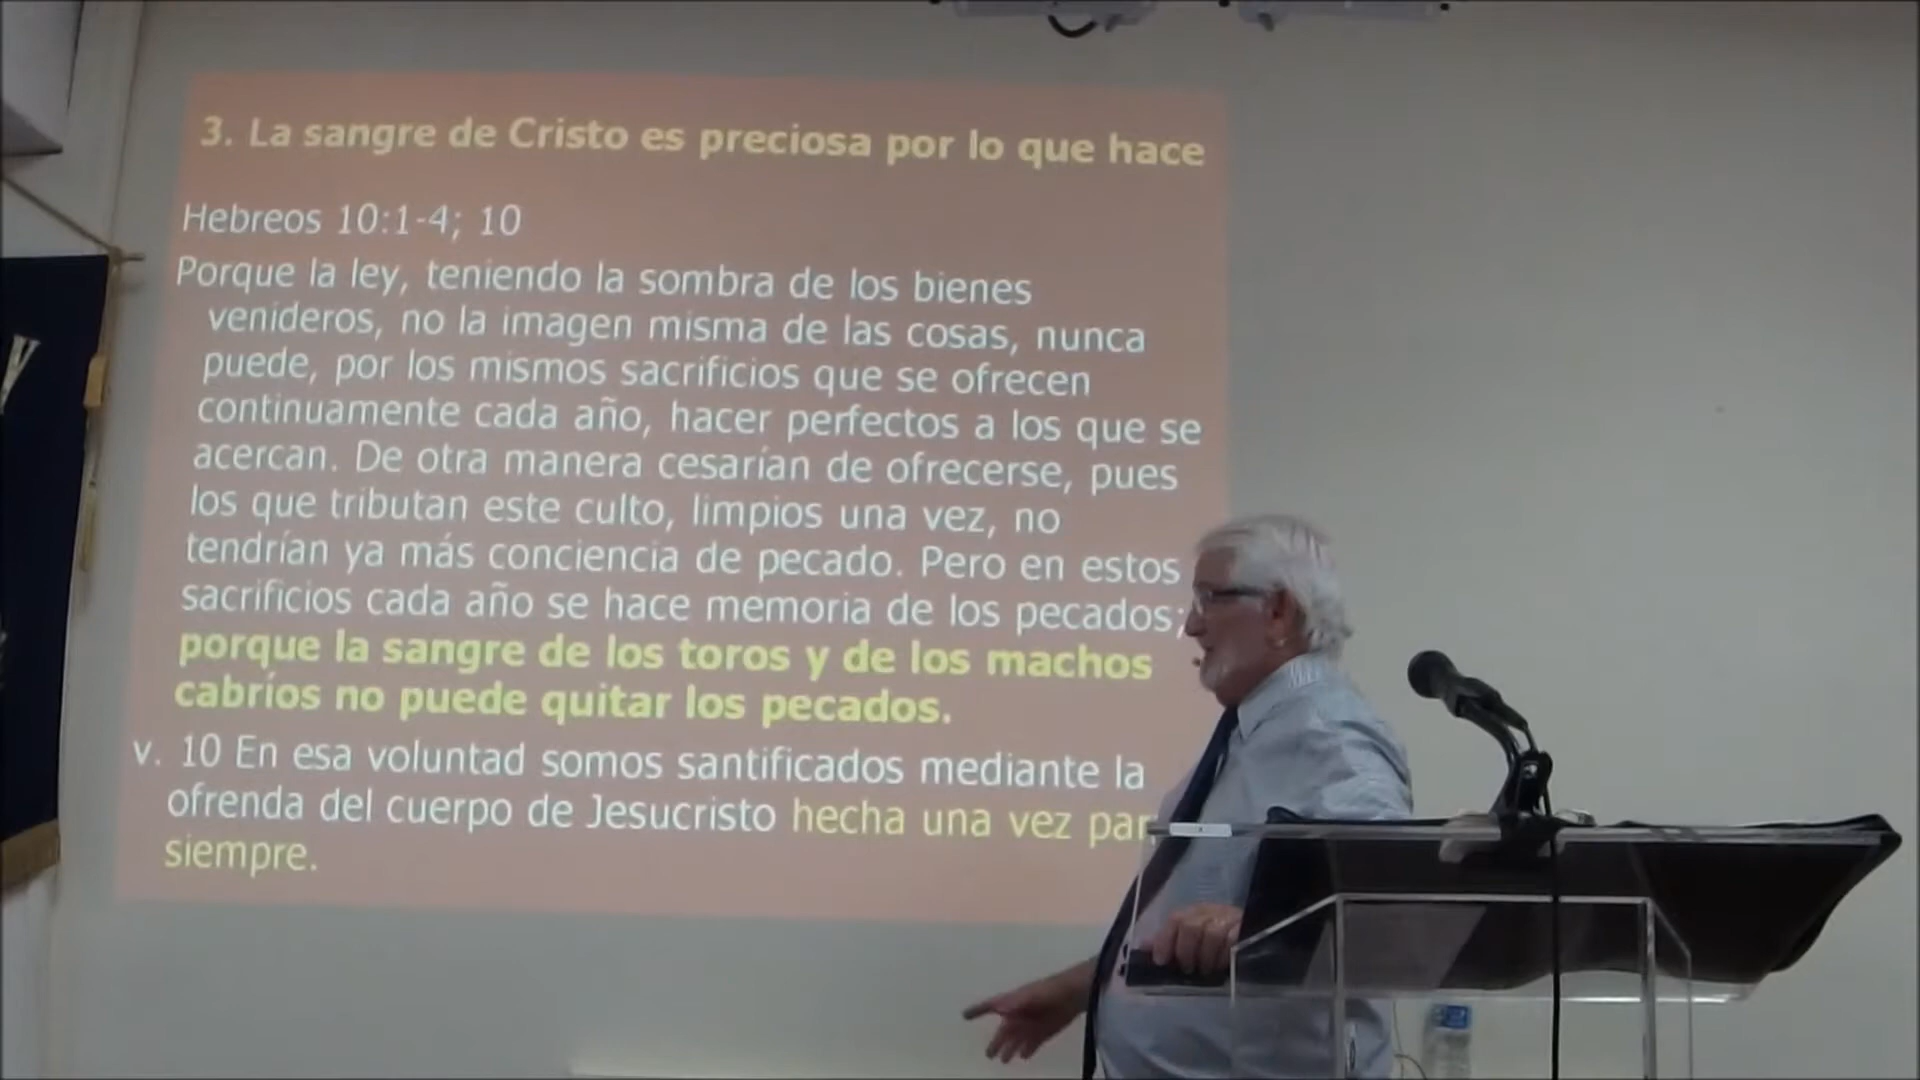 3. La sangre de Cristo es preciosa por lo que hace
Hebreos 10:1-4; 10
Porque la ley, teniendo la sombra de los bienes
venideros, no la imagen misma de las cosas, nunca
puede, por los mismos sacrificios que se ofrecen
continuamente cada año, hacer perfectos a los que se
acercan. De otra manera cesarían de ofrecerse, pues
los que tributan este culto, limpios una vez, no
tendrían ya más conciencia de pecado. Pero en estos
sacrificios cada año se hace memoria de los pecados;
porque la sangre de los toros y de los machos
cabríos no puede quitar los pecados.
v. 10 En esa voluntad somos santificados mediante la
ofrenda del cuerpo de Jesucristo hecha una vez par
siempre.